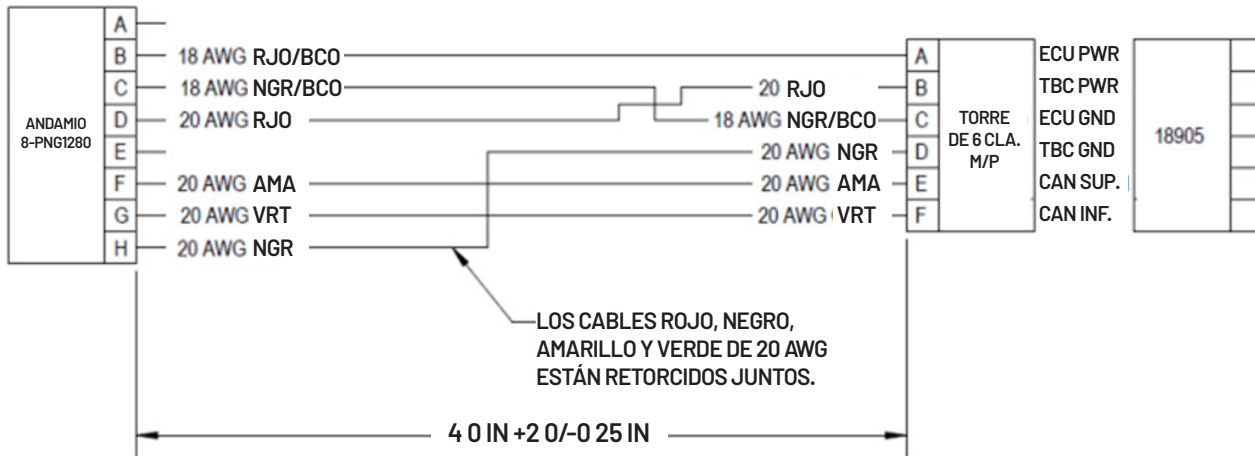 ANDAMIO
8-PNG1280
A
B 18 AWG RJO/BCO
C 18 AWG NGR/BCO
D 20 AWG RJO
E
F 20 AWG AMA
G 20 AWG VRT
H 20 AWG NGR
A
20 RJO B
18 AWG NGR/BCO C
20 AWG NGR D
20 AWG AMA E
20 AWG VRT F
TORRE
DE 6 CLA.
M/P
ECU PWR
TBC PWR
ECU GND
TBC GND
CAN SUP.
CAN INF.
18905
LOS CABLES ROJO, NEGRO,
AMARILLO Y VERDE DE 20 AWG
ESTÁN RETORCIDOS JUNTOS.
4 0 IN +2 0/-0 25 IN